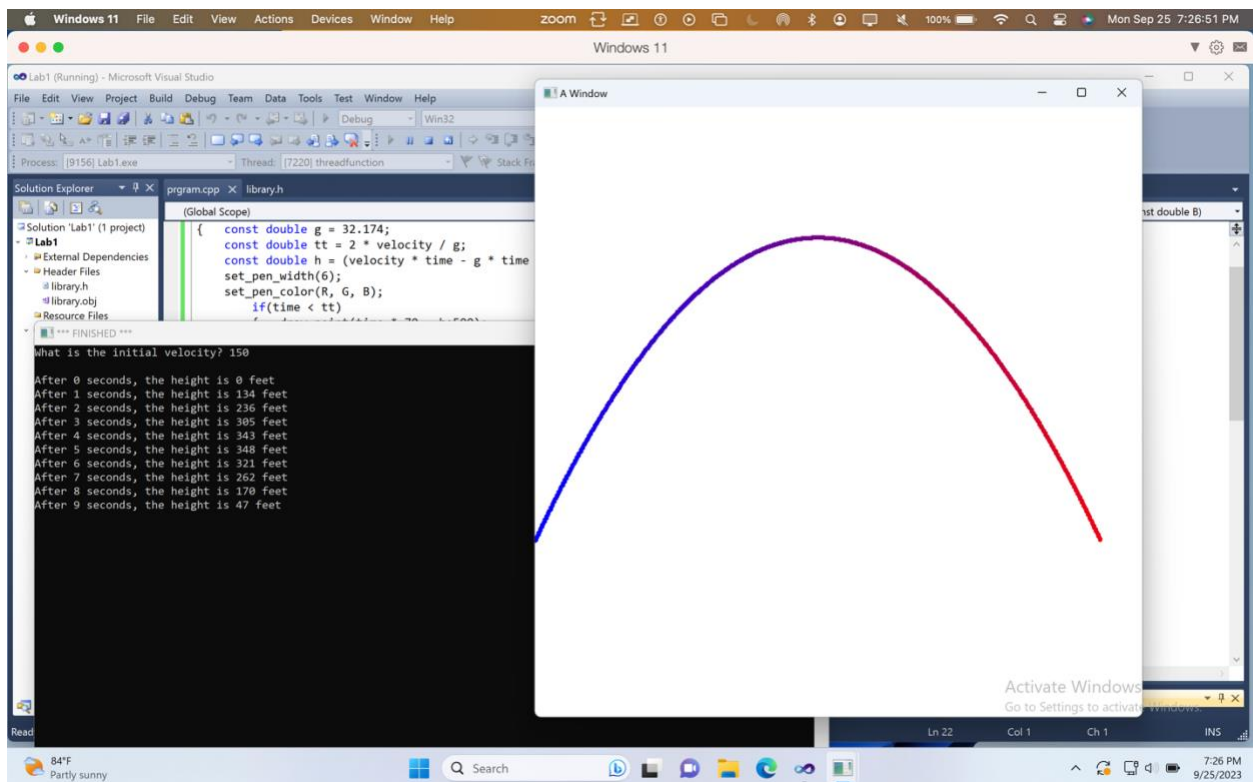 Windows 11 File Edit View Actions Devices Window Help zoom 100% Mon Sep 25 7:26:51 PM
Windows 11
Lab1 (Running) - Microsoft Visual Studio
File Edit View Project Build Debug Team Data Tools Test Window Help
Debug Win32
Process: [9156] Lab1.exe Thread: [7220] threadfunction Stack
Solution Explorer prgram.cpp library.h
(Global Scope) double B)
Solution 'Lab1' (1 project)
Lab1
External Dependencies
Header Files
library.h
library.obj
Resource Files
{ const double g = 32.174;
const double tt = 2 * velocity / g;
const double h = (velocity * time - g * time
set_pen_width(6);
set_pen_color(R, G, B);
if(time < tt)
*** FINISHED ***
What is the initial velocity? 150
After 0 seconds, the height is 0 feet
After 1 seconds, the height is 134 feet
After 2 seconds, the height is 236 feet
After 3 seconds, the height is 305 feet
After 4 seconds, the height is 343 feet
After 5 seconds, the height is 348 feet
After 6 seconds, the height is 321 feet
After 7 seconds, the height is 262 feet
After 8 seconds, the height is 170 feet
After 9 seconds, the height is 47 feet
A Window
Activate Windows
Go to Settings to activate Windows.
Read Ln 22 Col 1 Ch 1 INS
84°F
Partly sunny
Search
7:26 PM
9/25/2023